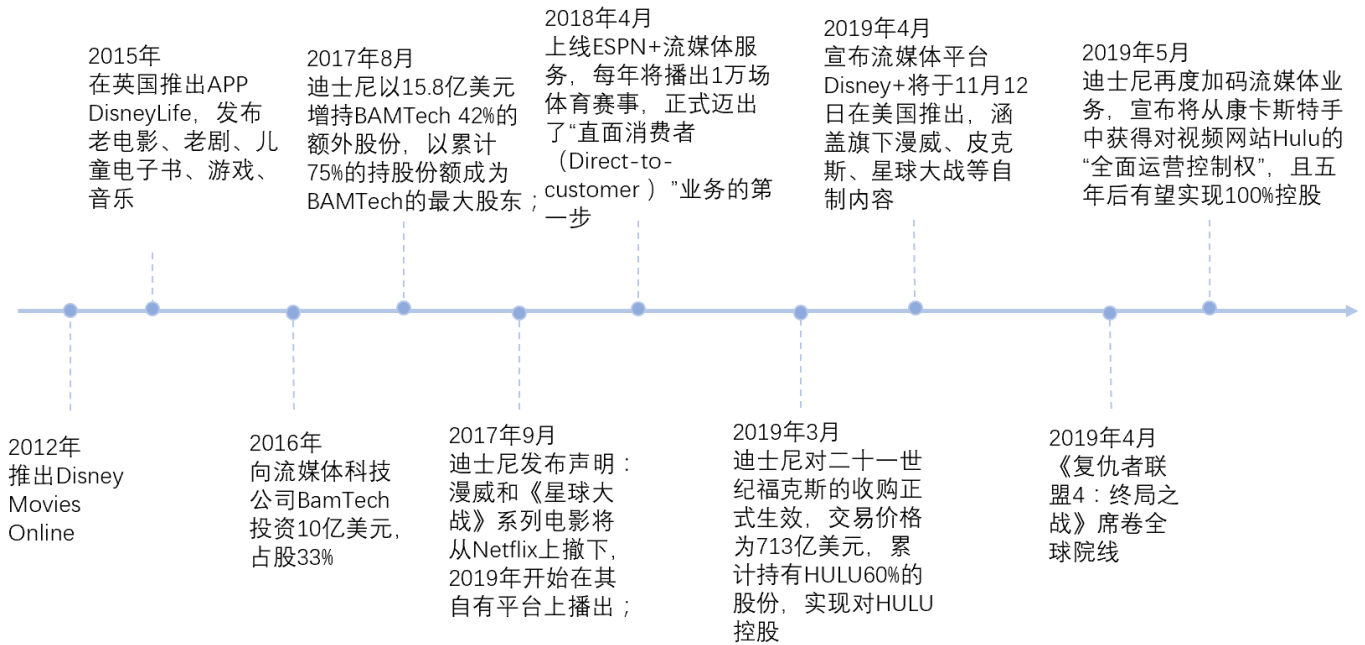 2015年
在英国推出APP
DisneyLife，发布
老电影、老剧、儿
童电子书、游戏、
音乐
2017年8月
迪士尼以15.8亿美元
增持BAMTech 42%的
额外股份，以累计
75%的持股份额成为
BAMTech的最大股东；
2018年4月
上线ESPN+流媒体服
务，每年将播出1万场
体育赛事，正式迈出
了“直面消费者
（Direct-to-
customer ）”业务的第
一步
2019年4月
宣布流媒体平台
Disney+将于11月12
日在美国推出，涵
盖旗下漫威、皮克
斯、星球大战等自
制内容
2019年5月
迪士尼再度加码流媒体业
务，宣布将从康卡斯特手
中获得对视频网站Hulu的
“全面运营控制权”，且五
年后有望实现100%控股
2012年
推出Disney
Movies
Online
2016年
向流媒体科技
公司BamTech
投资10亿美元，
占股33%
2017年9月
迪士尼发布声明：
漫威和《星球大
战》系列电影将
从Netflix上撤下，
2019年开始在其
自有平台上播出；
2019年3月
迪士尼对二十一世
纪福克斯的收购正
式生效，交易价格
为713亿美元，累
计持有HULU60%的
股份，实现对HULU
控股
2019年4月
《复仇者联
盟4：终局之
战》席卷全
球院线